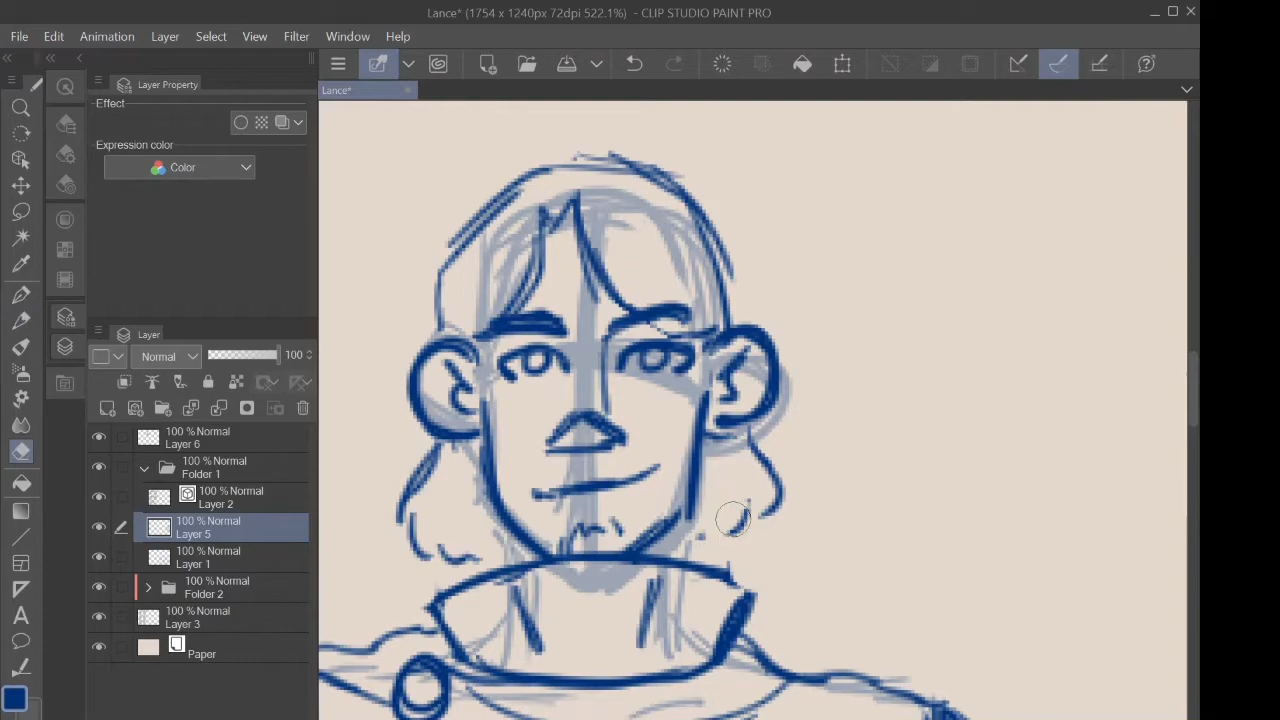 Lance* (1754 x 1240px 72dpi 522.1%) - CLIP STUDIO PAINT PRO
File Edit Animation Layer Select View Filter Window Help
Layer Property
Lance*
Effect
Expression color
Color
Layer
Normal 100
100 % Normal
Layer 6
100 % Normal
Folder 1
100 % Normal
Layer 2
100 % Normal
Layer 5
100 % Normal
Layer 1
100 % Normal
Folder 2
100 % Normal
Layer 3
Paper